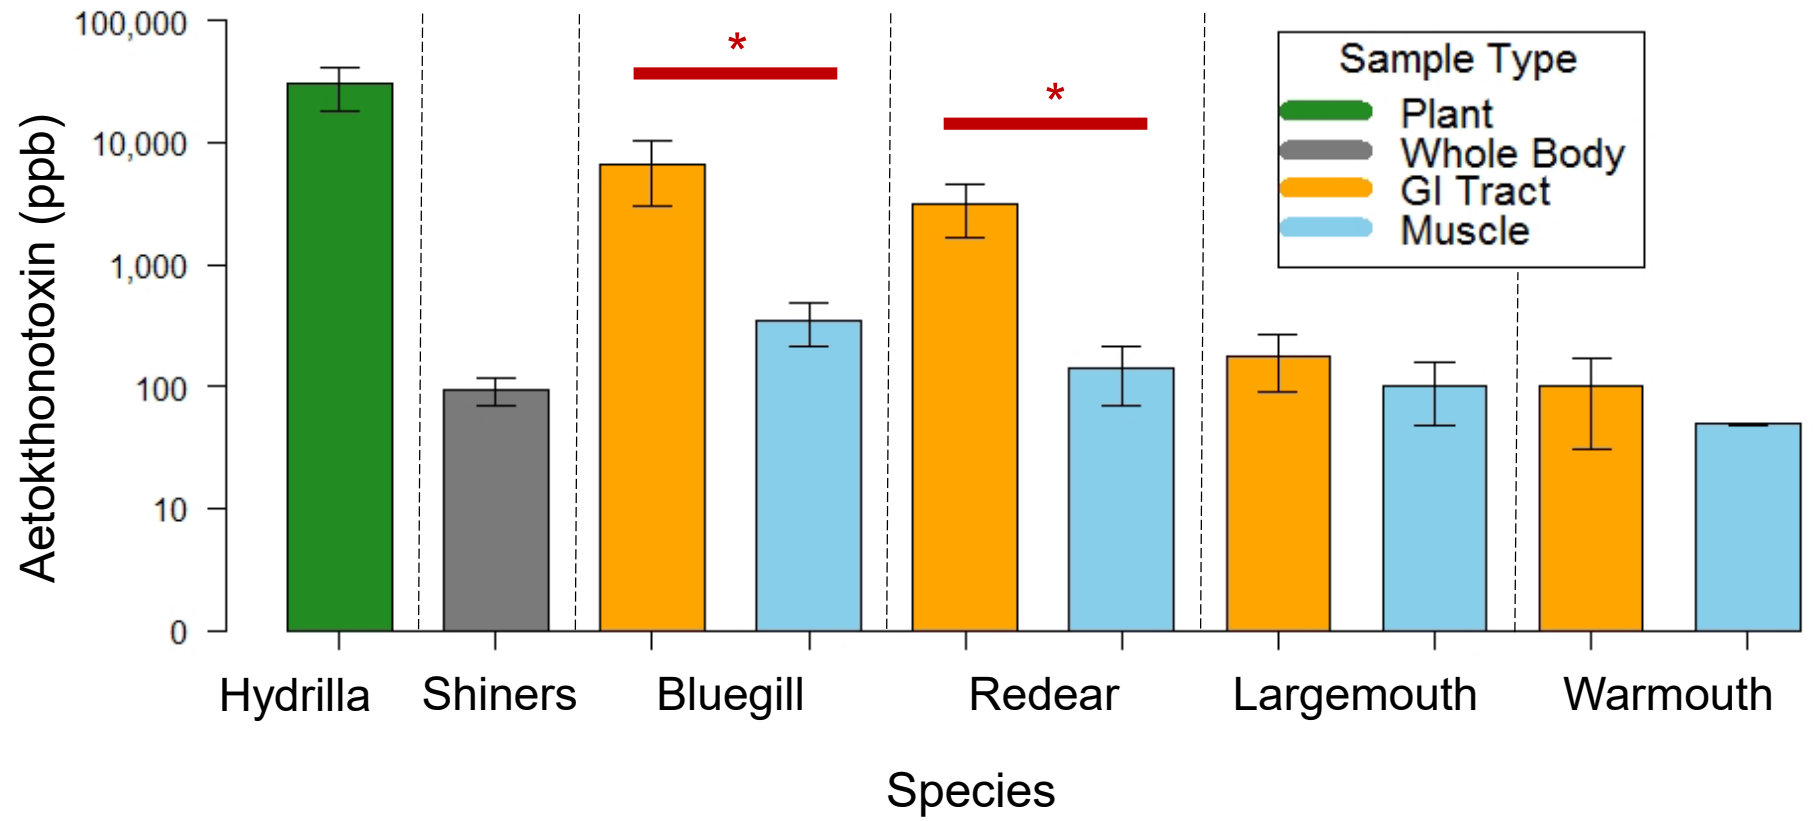 Aetokthonotoxin (ppb)
100,000
10,000
1,000
100
10
0
*
*
Sample Type
Plant
Whole Body
GI Tract
Muscle
Hydrilla
Shiners
Bluegill
Redear
Largemouth
Warmouth
Species